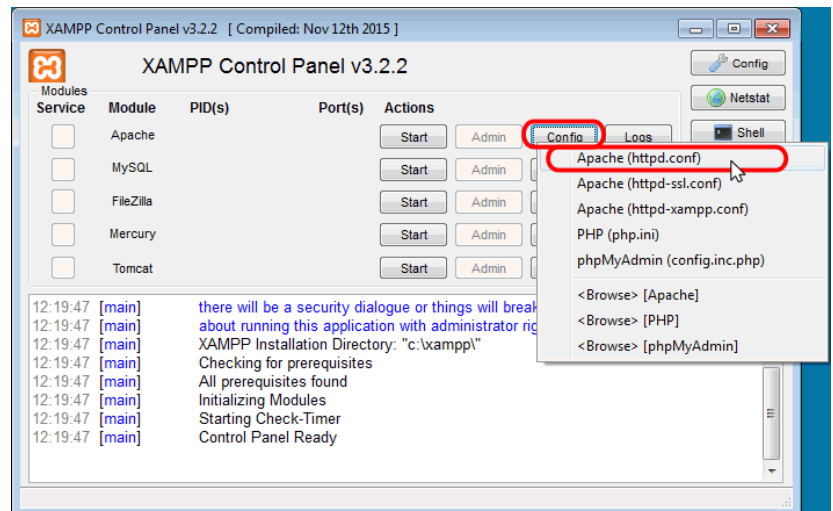 XAMPP Control Panel v3.2.2 [ Compiled: Nov 12th 2015 ]
XAMPP Control Panel v3.2.2
Config
Modules
Service Module PID(s) Port(s) Actions
Netstat
Apache Start Admin Config Logs
Shell
Apache (httpd.conf)
MySQL Start Admin
Apache (httpd-ssl.conf)
FileZilla Start Admin
Apache (httpd-xampp.conf)
Mercury Start Admin
PHP (php.ini)
phpMyAdmin (config.inc.php)
Tomcat Start Admin
<Browse> [Apache]
<Browse> [PHP]
<Browse> [phpMyAdmin]
12:19:47 [main] there will be a security dialogue or things will break
12:19:47 [main] about running this application with administrator rig
12:19:47 [main] XAMPP Installation Directory: "c:\xampp\"
12:19:47 [main] Checking for prerequisites
12:19:47 [main] All prerequisites found
12:19:47 [main] Initializing Modules
12:19:47 [main] Starting Check-Timer
12:19:47 [main] Control Panel Ready